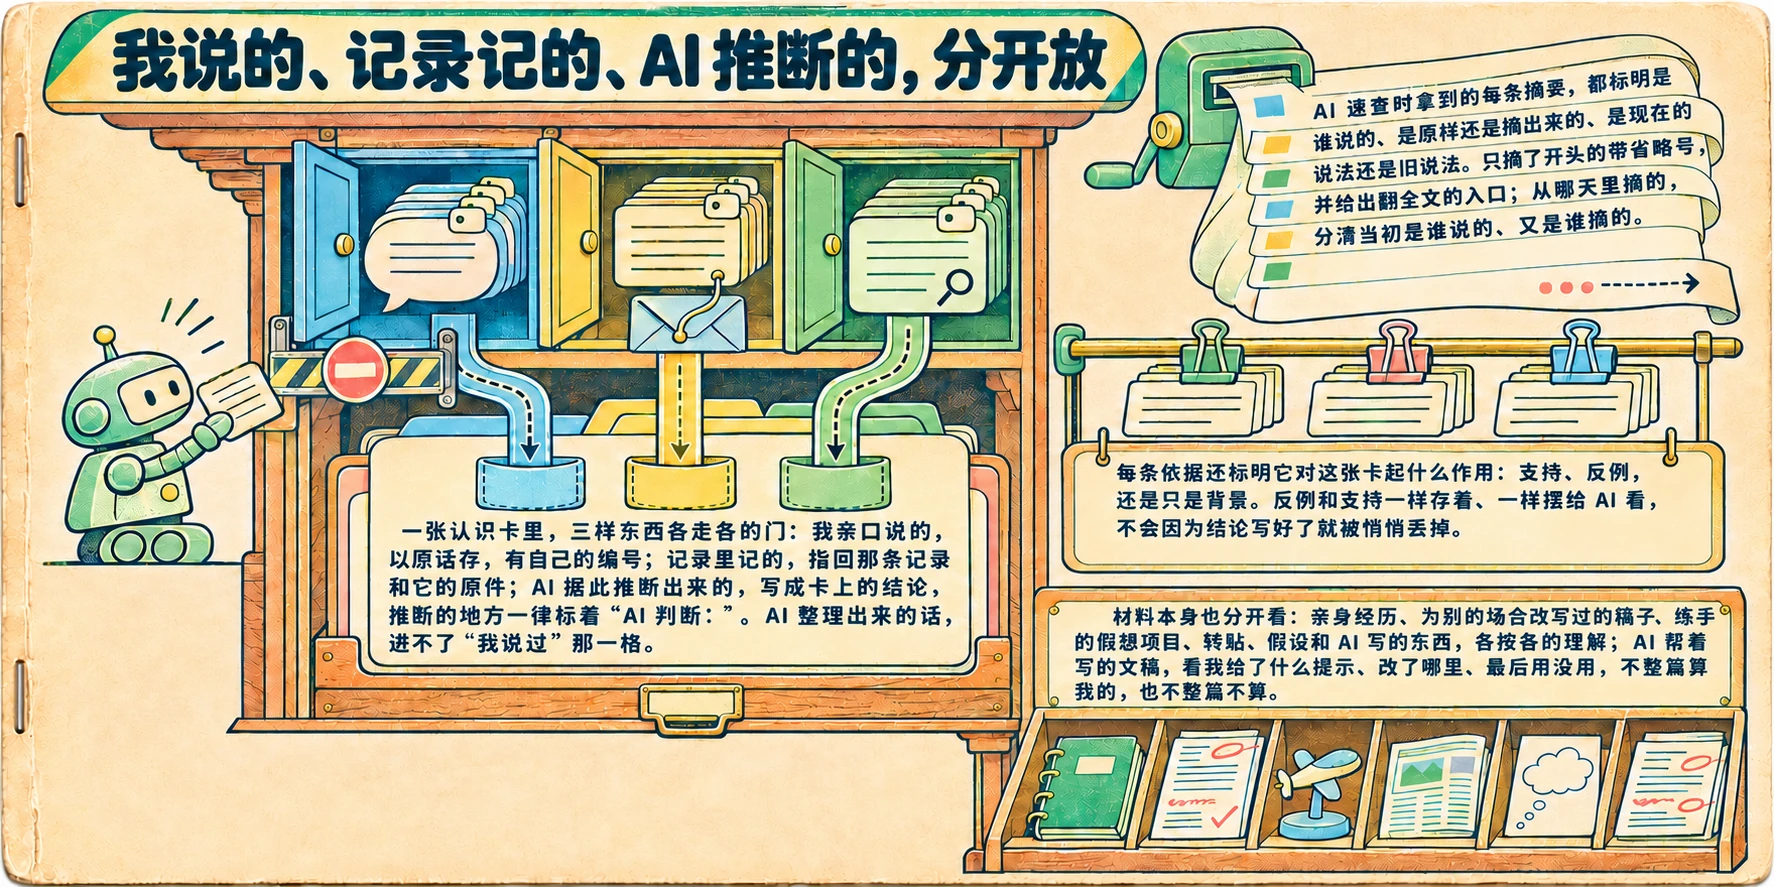 我说的、记录记的、AI推断的，分开放
AI 速查时拿到的每条摘要，都标明是
谁说的、是原样还是摘出来的、是现在的
说法还是旧说法。只摘了开头的带省略号，
并给出翻全文的入口；从哪天里摘的，
分清当初是谁说的、又是谁摘的。
一张认识卡里，三样东西各走各的门：我亲口说的，
以原话存，有自己的编号；记录里记的，指回那条记录
和它的原件；AI 据此推断出来的，写成卡上的结论，
推断的地方一律标着“AI 判断：”。AI 整理出来的话，
进不了“我说过”那一格。
每条依据还标明它对这张卡起什么作用：支持、反例，
还是只是背景。反例和支持一样存着、一样摆给 AI 看，
不会因为结论写好了就被悄悄丢掉。
材料本身也分开看：亲身经历、为别的场合改写过的稿子、练手
的假想项目、转贴、假设和 AI 写的东西，各按各的理解；AI 帮着
写的文稿，看我给了什么提示、改了哪里、最后用没用，不整篇算
我的，也不整篇不算。